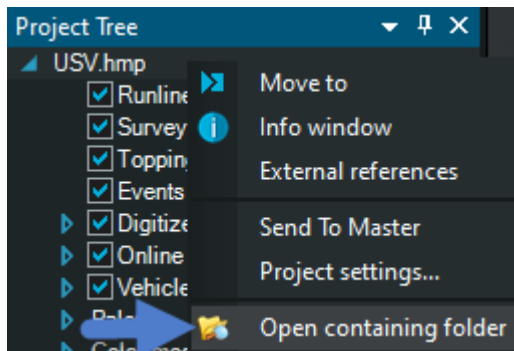 Project Tree
USV.hmp
Runline
Survey
Topping
Events
Digitize
Online
Vehicle
Move to
Info window
External references
Send To Master
Project settings...
Open containing folder